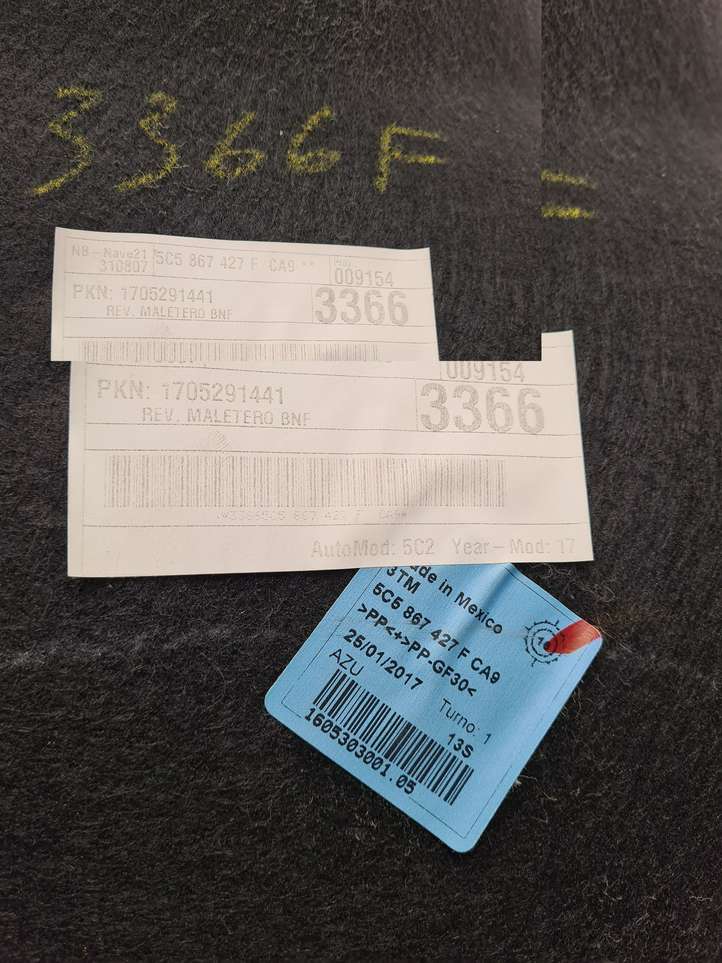 3366F =
N8-Nave21 5C5 867 427 F CA9 **
310807
009154
PKN: 1705291441
3366
REV. MALETERO BNF
009154
PKN: 1705291441
3366
REV. MALETERO BNF
AutoMod: 5C2 Year-Mod: 17
in Mexico
3TM
5C5 867 427 F CA9
>PP<+>PP-GF30<
25/01/2017
AZU Turno: 1
13S
1605303001.05